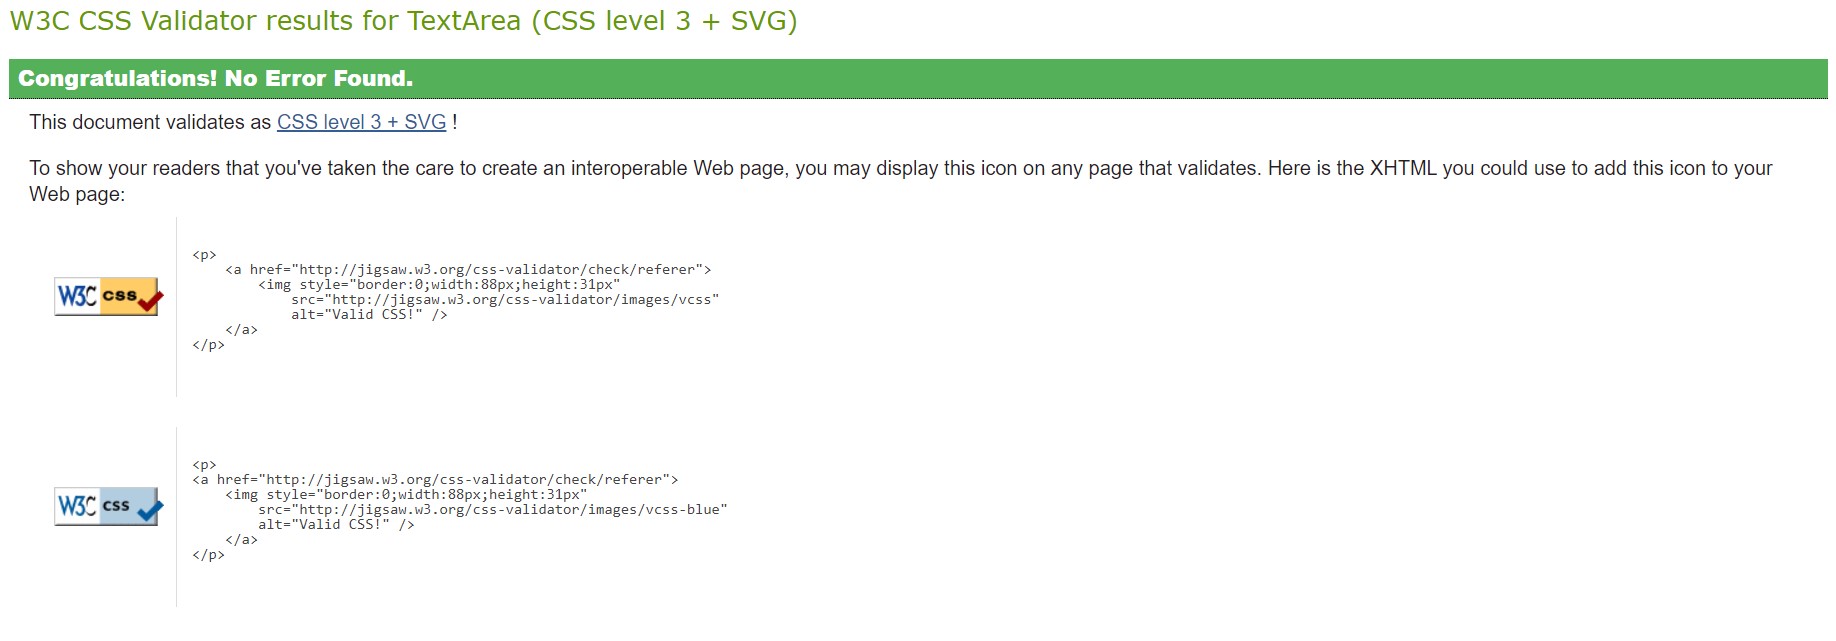 W3C CSS Validator results for TextArea (CSS level 3 + SVG)
Congratulations! No Error Found.
This document validates as CSS level 3 + SVG !
To show your readers that you've taken the care to create an interoperable Web page, you may display this icon on any page that validates. Here is the XHTML you could use to add this icon to your
Web page:
W3C css
<p>
    <a href="http://jigsaw.w3.org/css-validator/check/referer">
        <img style="border:0;width:88px;height:31px"
            src="http://jigsaw.w3.org/css-validator/images/vcss"
            alt="Valid CSS!" />
    </a>
</p>
W3C css
<p>
<a href="http://jigsaw.w3.org/css-validator/check/referer">
    <img style="border:0;width:88px;height:31px"
        src="http://jigsaw.w3.org/css-validator/images/vcss-blue"
        alt="Valid CSS!" />
    </a>
</p>